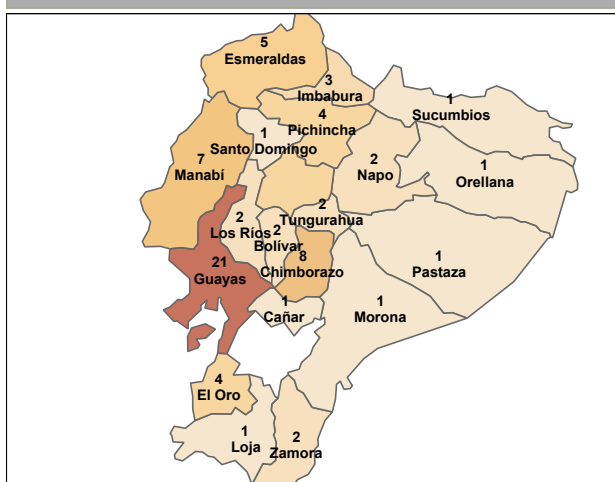 5
Esmeraldas
3
Imbabura
1
Sucumbios
4
Pichincha
1
Santo Domingo
7
Manabí
2
Napo
1
Orellana
2
Tungurahua
2
Los Ríos
2
Bolívar
8
Chimborazo
21
Guayas
1
Pastaza
1
Cañar
1
Morona
4
El Oro
1
Loja
2
Zamora